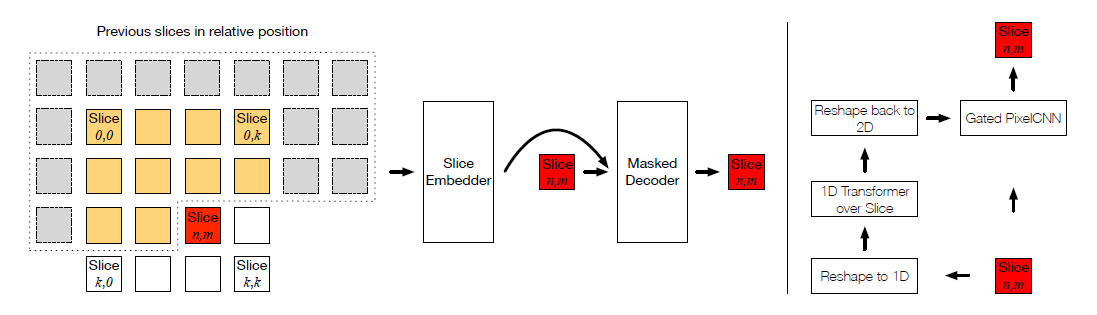 Previous slices in relative position
Slice
0,0
Slice
0,k
Slice
n,m
Slice
k,0
Slice
k,k
Slice
Embedder
Slice
n,m
Masked
Decoder
Slice
n,m
Slice
n,m
Reshape back to
2D
Gated PixelCNN
1D Transformer
over Slice
Reshape to 1D
Slice
n,m